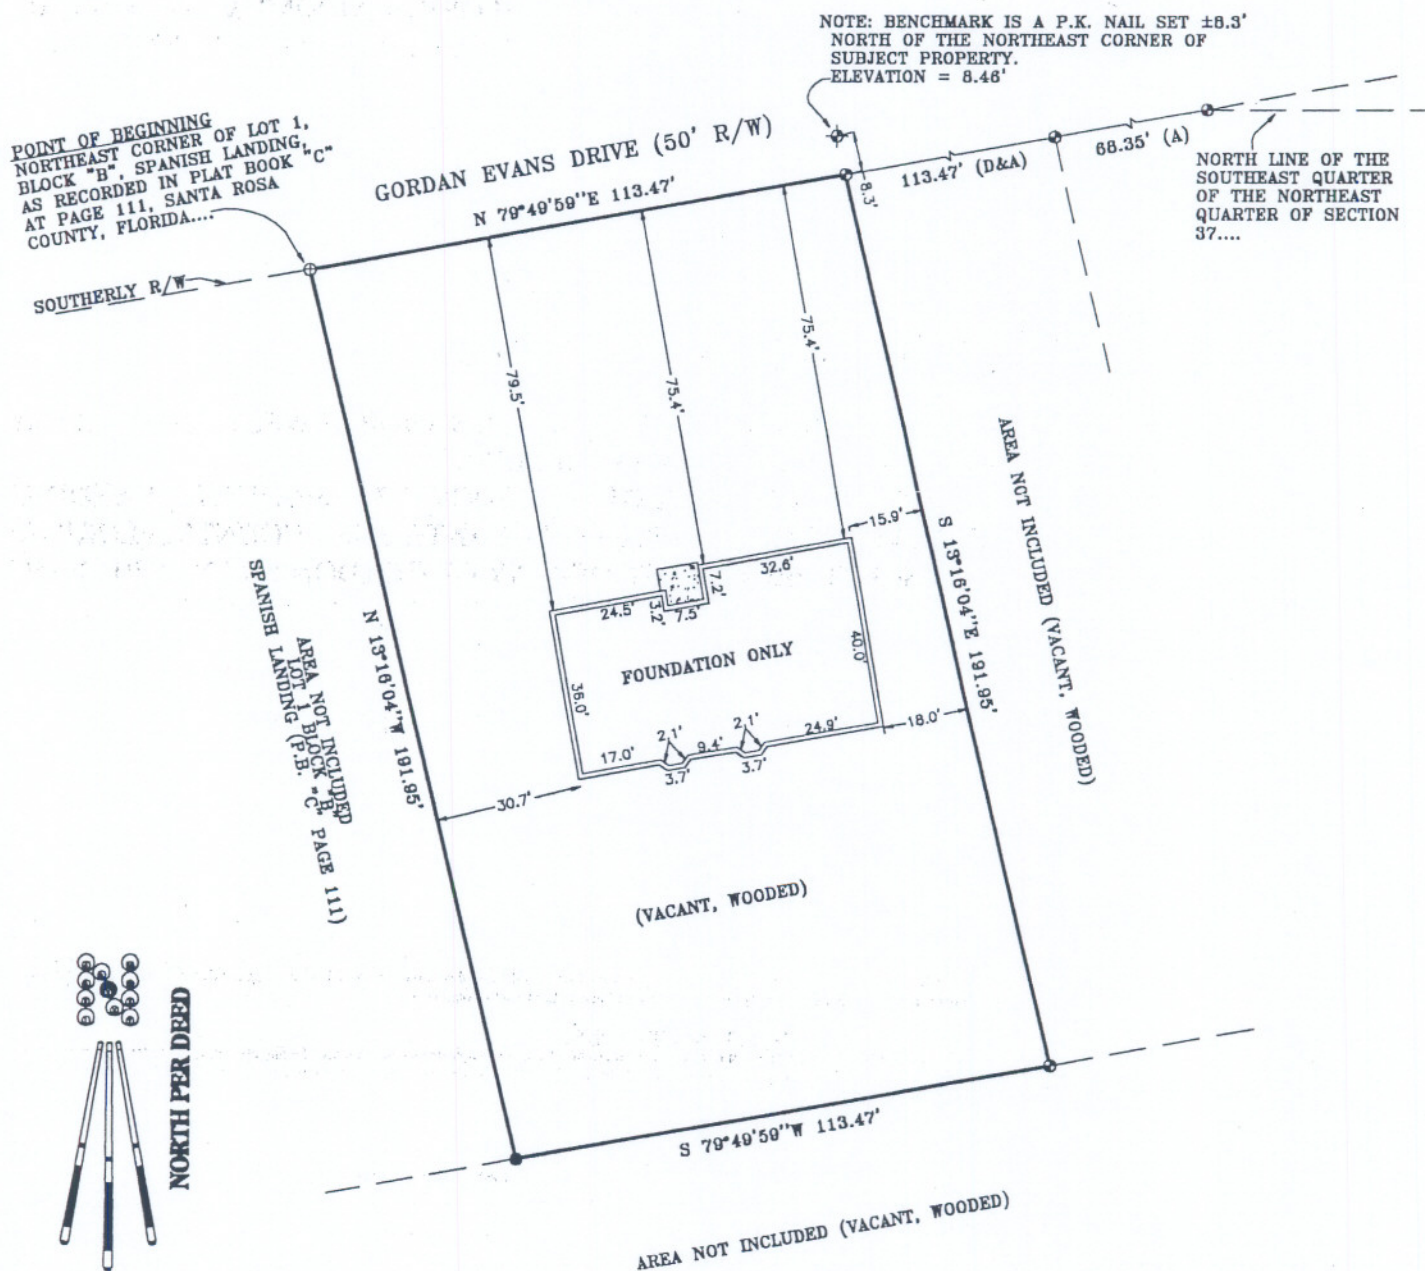 NOTE: BENCHMARK IS A P.K. NAIL SET ±8.3'
NORTH OF THE NORTHEAST CORNER OF
SUBJECT PROPERTY.
ELEVATION = 8.46'
POINT OF BEGINNING
NORTHEAST CORNER OF LOT 1,
BLOCK "B", SPANISH LANDING,
AS RECORDED IN PLAT BOOK "C"
AT PAGE 111, SANTA ROSA
COUNTY, FLORIDA....
SOUTHERLY R/W
GORDAN EVANS DRIVE (50' R/W)
N 79°49'59"E 113.47'
8.3'
113.47' (D&A)
68.35' (A)
NORTH LINE OF THE
SOUTHEAST QUARTER
OF THE NORTHEAST
QUARTER OF SECTION
37....
79.5'
75.4'
75.4'
15.9'
32.6'
7.2'
24.5'
3.2'
7.5'
FOUNDATION ONLY
40.0'
36.0'
2.1'
2.1'
24.9'
18.0'
17.0'
9.4'
3.7'
3.7'
30.7'
N 13°16'04"W 191.95'
S 13°16'04"E 191.95'
AREA NOT INCLUDED (VACANT, WOODED)
AREA NOT INCLUDED
LOT 1 BLOCK "B"
SPANISH LANDING (P.B. "C" PAGE 111)
(VACANT, WOODED)
NORTH PER DEED
S 79°49'59"W 113.47'
AREA NOT INCLUDED (VACANT, WOODED)